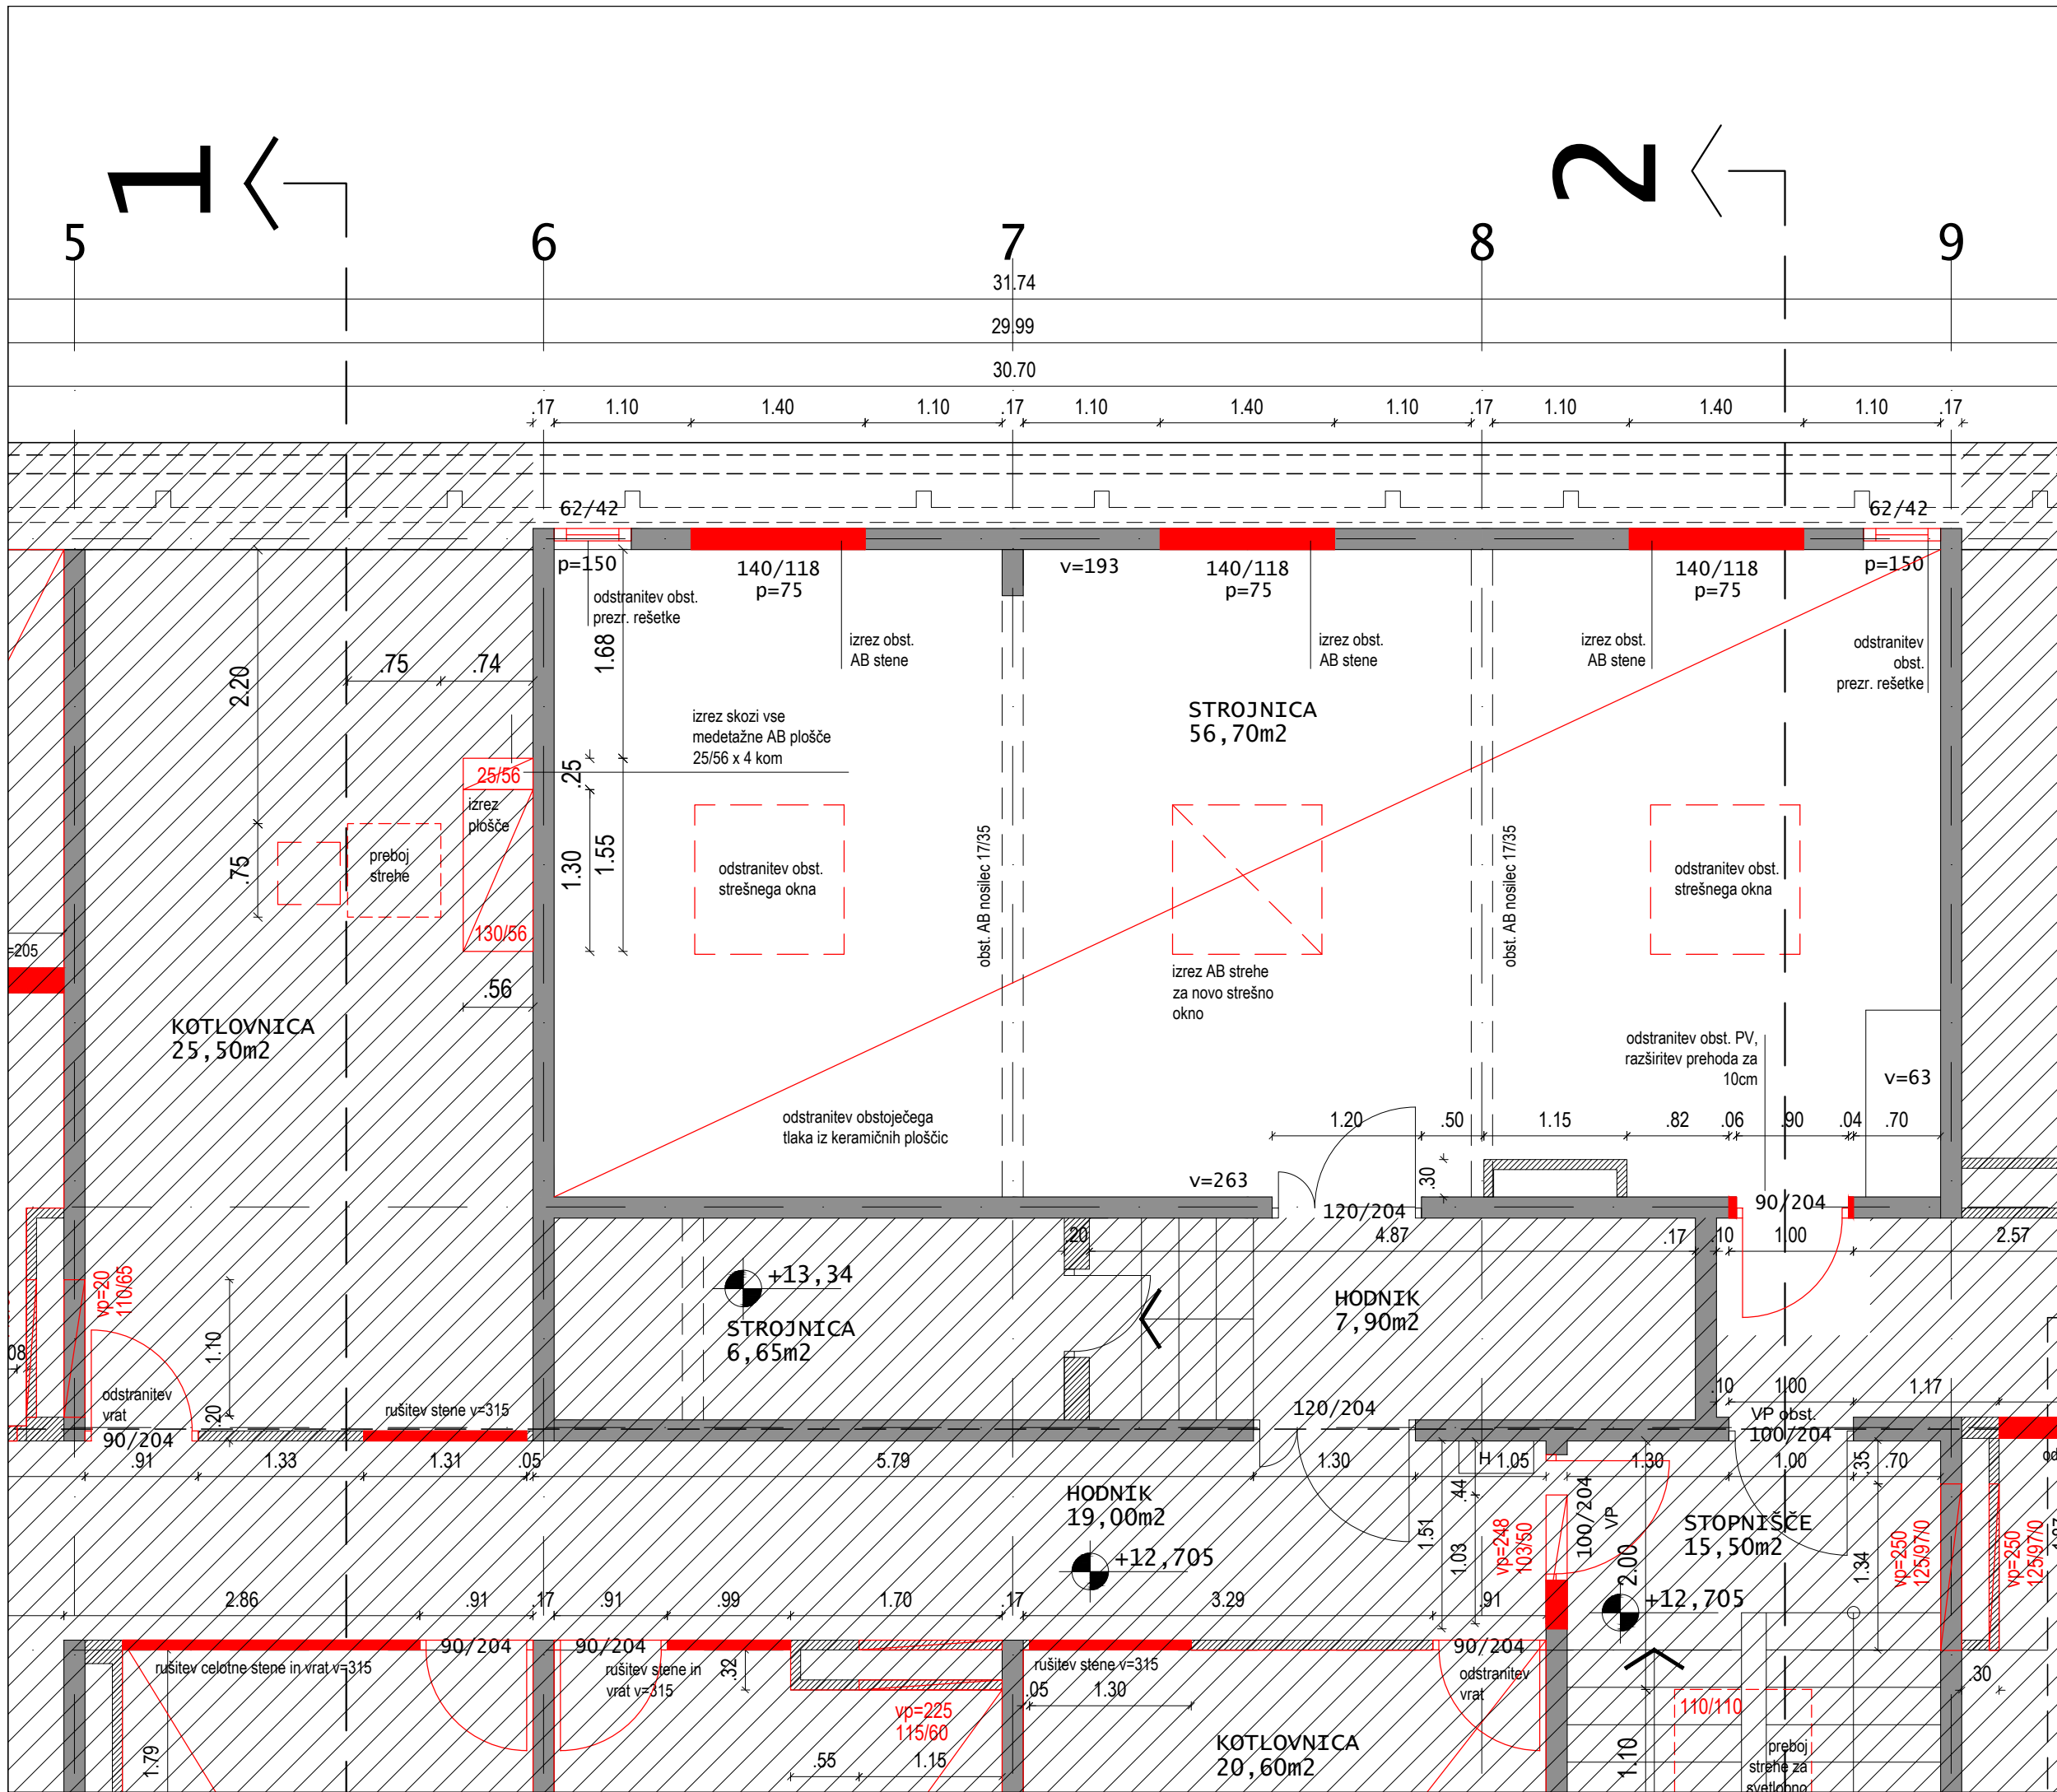 1
2
5
6
7
8
9
31.74
29.99
30.70
.17
1.10
1.40
1.10
.17
1.10
1.40
1.10
.17
1.10
1.40
1.10
.17
62/42
62/42
p=150
140/118
p=75
v=193
140/118
p=75
140/118
p=75
p=150
odstranitev obst.
prezr. rešetke
izrez obst.
AB stene
izrez obst.
AB stene
izrez obst.
AB stene
odstranitev
obst.
prezr. rešetke
2.20
.75
.74
1.68
izrez skozi vse
medetažne AB plošče
25/56 x 4 kom
STROJNICA
56,70m2
25/56
.25
izrez
plošče
.75
preboj
strehe
1.30
1.55
130/56
.56
odstranitev obst.
strešnega okna
obst. AB nosilec 17/35
obst. AB nosilec 17/35
odstranitev obst.
strešnega okna
=205
izrez AB strehe
za novo strešno
okno
KOTLOVNICA
25,50m2
odstranitev obst. PV,
razširitev prehoda za
10cm
v=63
odstranitev obstoječega
tlaka iz keramičnih ploščic
1.20
.50
1.15
.82
.06
.90
.04
.70
.30
v=263
120/204
90/204
.20
4.87
.17
.10
1.00
2.57
vp=20
110/65
1.10
+13,34
STROJNICA
6,65m2
HODNIK
7,90m2
08
odstranitev
vrat
90/204
.20
rušitev stene v=315
120/204
.10
1.00
1.17
VP obst.
100/204
.91
1.33
1.31
.05
5.79
1.30
H
1.05
1.30
1.00
.35
.70
od
HODNIK
19,00m2
+12,705
1.51
.44
1.03
vp=248
103/50
100/204
VP
2.00
STOPNIŠČE
15,50m2
+12,705
1.34
vp=250
125/97/0
vp=250
125/97/0
2.86
.91
.17
.91
.99
1.70
.17
3.29
.91
90/204
90/204
90/204
rušitev celotne stene in vrat v=315
rušitev stene in
vrat v=315
.32
rušitev stene v=315
odstranitev
vrat
.05
1.30
.30
vp=225
115/60
110/110
1.79
.55
1.15
KOTLOVNICA
20,60m2
1.10
preboj
strehe za
svetlobno